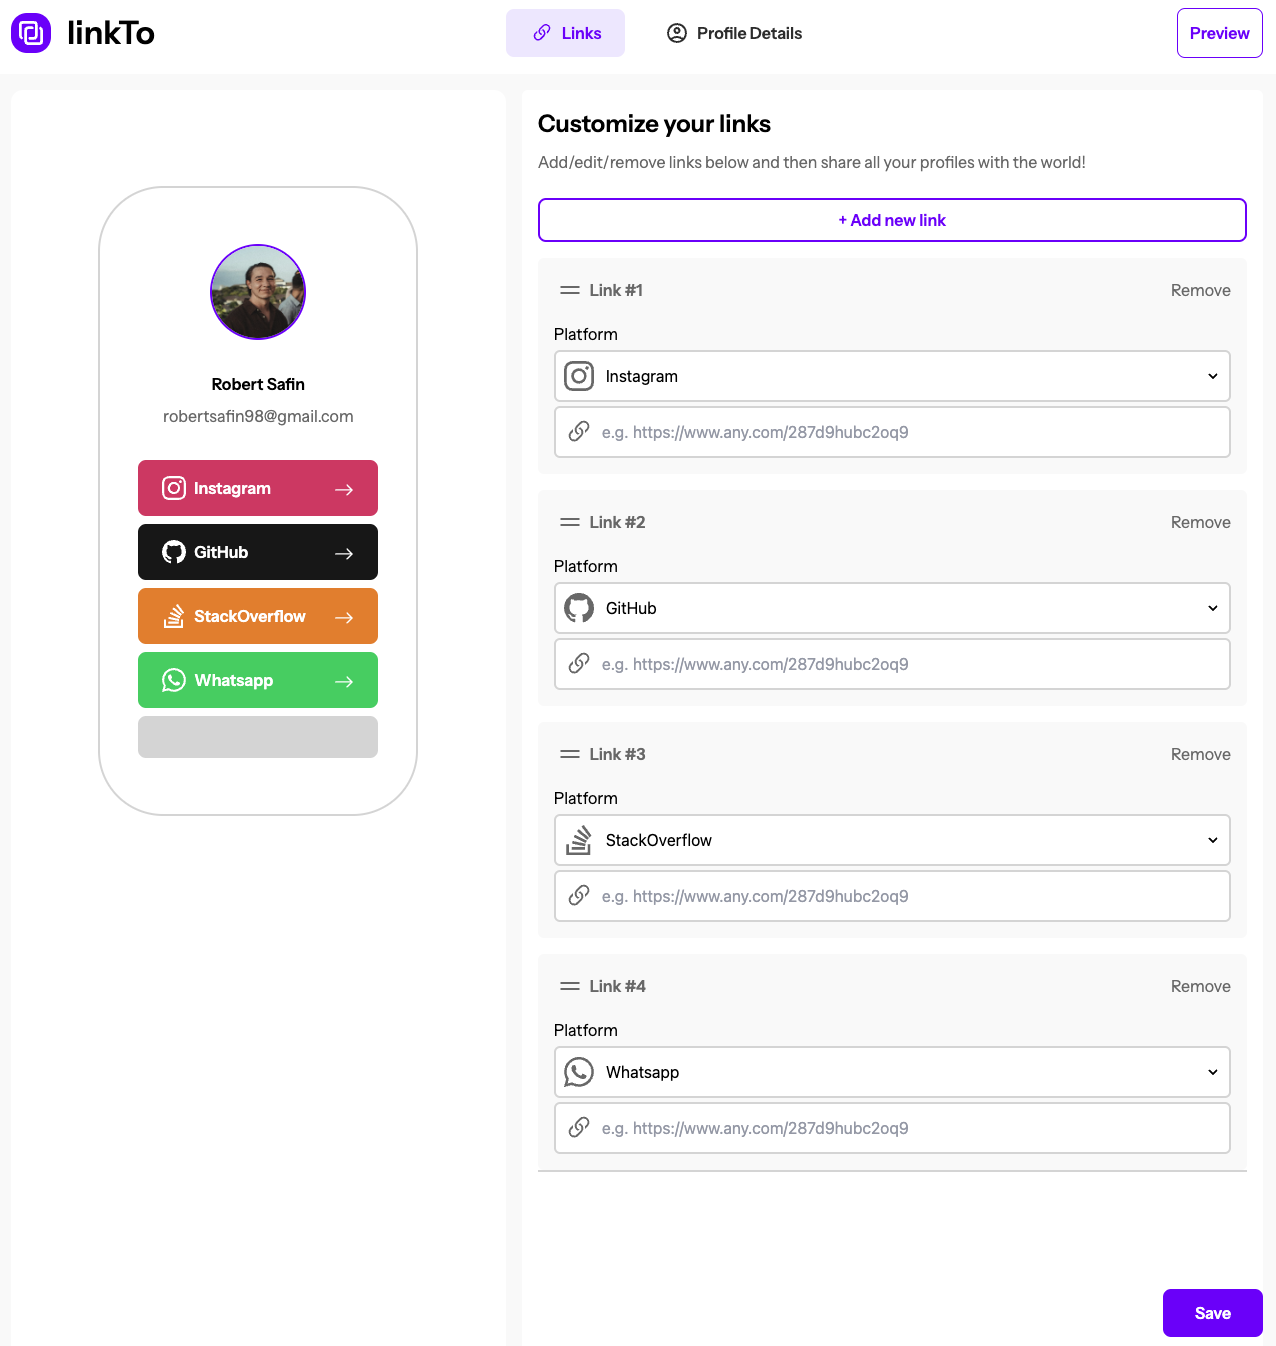 linkTo
Links
Profile Details
Preview
Robert Safin
robertsafin98@gmail.com
Instagram
GitHub
StackOverflow
Whatsapp
Customize your links
Add/edit/remove links below and then share all your profiles with the world!
+ Add new link
Link #1 Remove
Platform
Instagram
e.g. https://www.any.com/287d9hubc2oq9
Link #2 Remove
Platform
GitHub
e.g. https://www.any.com/287d9hubc2oq9
Link #3 Remove
Platform
StackOverflow
e.g. https://www.any.com/287d9hubc2oq9
Link #4 Remove
Platform
Whatsapp
e.g. https://www.any.com/287d9hubc2oq9
Save